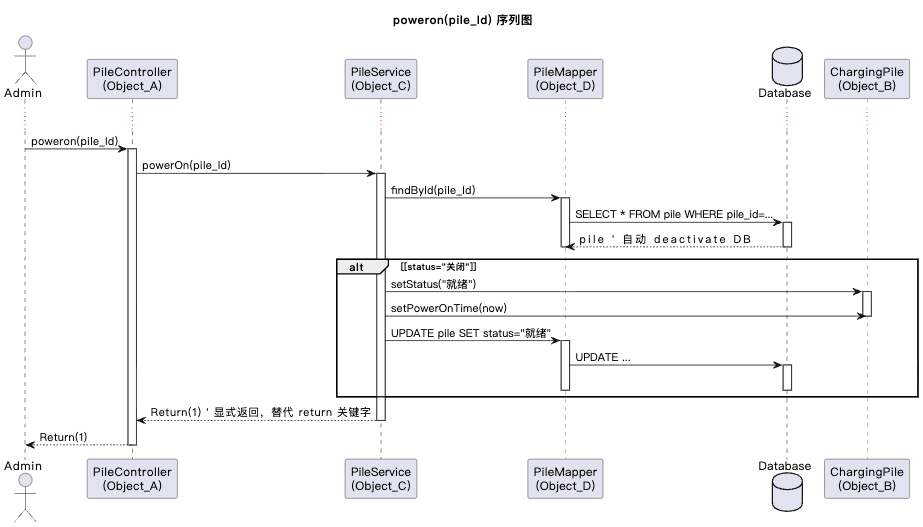 poweron(pile_Id) 序列图
Admin
PileController
(Object_A)
PileService
(Object_C)
PileMapper
(Object_D)
Database
ChargingPile
(Object_B)
poweron(pile_Id)
powerOn(pile_Id)
findById(pile_Id)
SELECT * FROM pile WHERE pile_id=...
pile ' 自动 deactivate DB
alt
[[status="关闭"]]
setStatus("就绪")
setPowerOnTime(now)
UPDATE pile SET status="就绪"
UPDATE ...
Return(1) ' 显式返回，替代 return 关键字
Return(1)
Admin
PileController
(Object_A)
PileService
(Object_C)
PileMapper
(Object_D)
Database
ChargingPile
(Object_B)